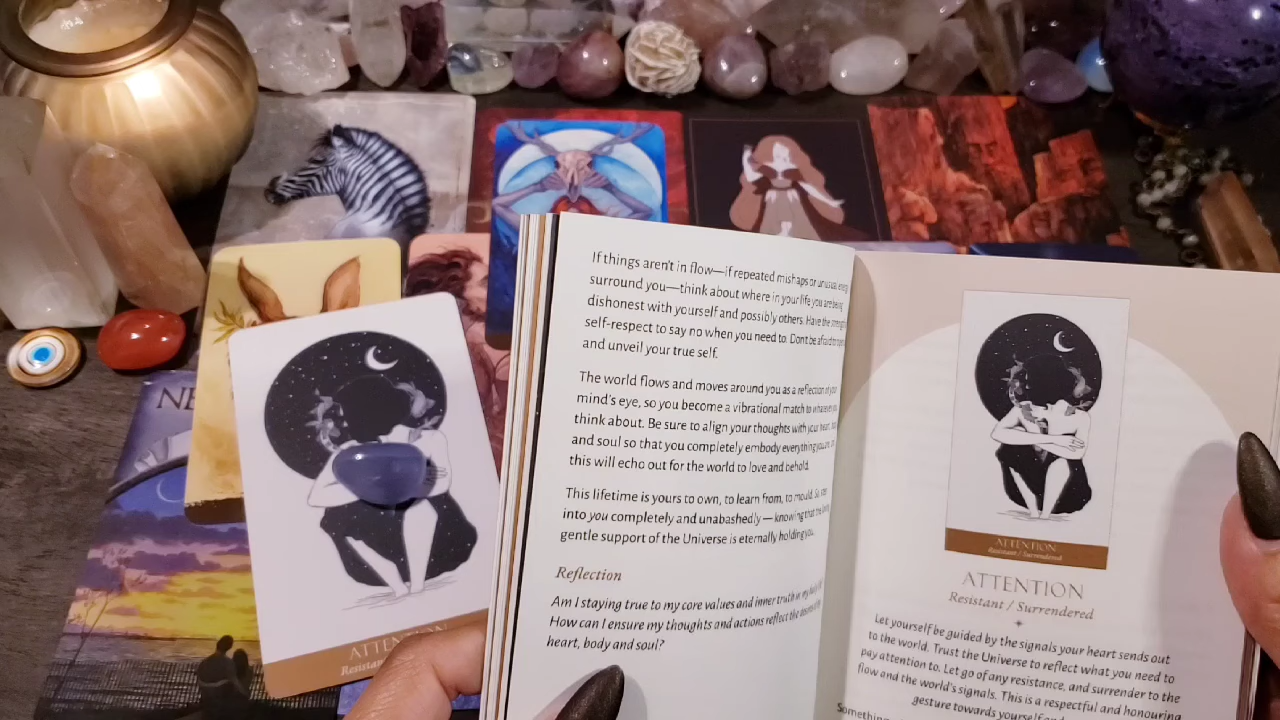 NE
ATTENTION
If things aren't in flow—if repeated mishaps or unusual
surround you—think about where in your life you are being
dishonest with yourself and possibly others. Have the
self-respect to say no when you need to. Don't be afraid to
and unveil your true self.
The world flows and moves around you as a reflection of your
mind's eye, so you become a vibrational match to whatever you
think about. Be sure to align your thoughts with your heart,
and soul so that you completely embody everything
this will echo out for the world to love and behold.
This lifetime is yours to own, to learn from, to mould. So
into you completely and unabashedly — knowing that the
gentle support of the Universe is eternally holding you.
Reflection
Am I staying true to my core values and inner truth in my
How can I ensure my thoughts and actions reflect the
heart, body and soul?
ATTENTION
Resistant / Surrendered
ATTENTION
Resistant / Surrendered
Let yourself be guided by the signals your heart sends out
to the world. Trust the Universe to reflect what you need to
pay attention to. Let go of any resistance, and surrender to the
flow and the world's signals. This is a respectful and honouring
gesture towards yourself and
Something